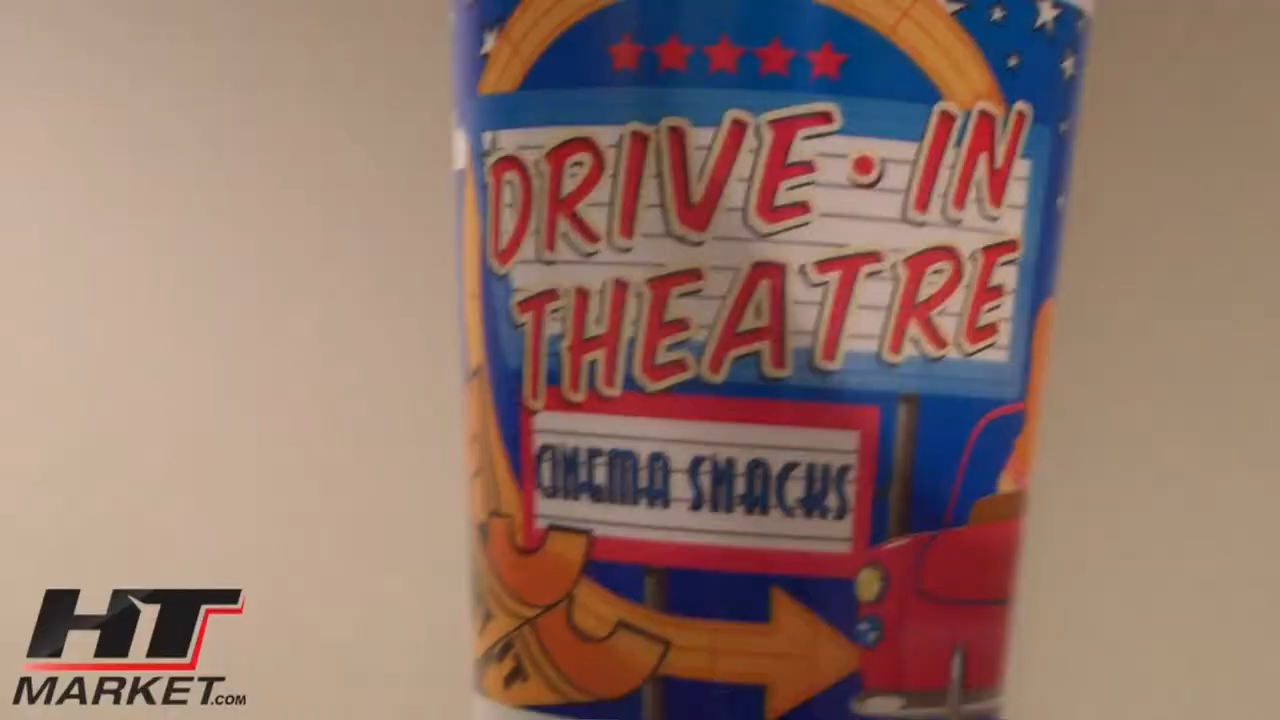 DRIVE·IN
THEATRE
CINEMA SNACKS
HT
MARKET.COM